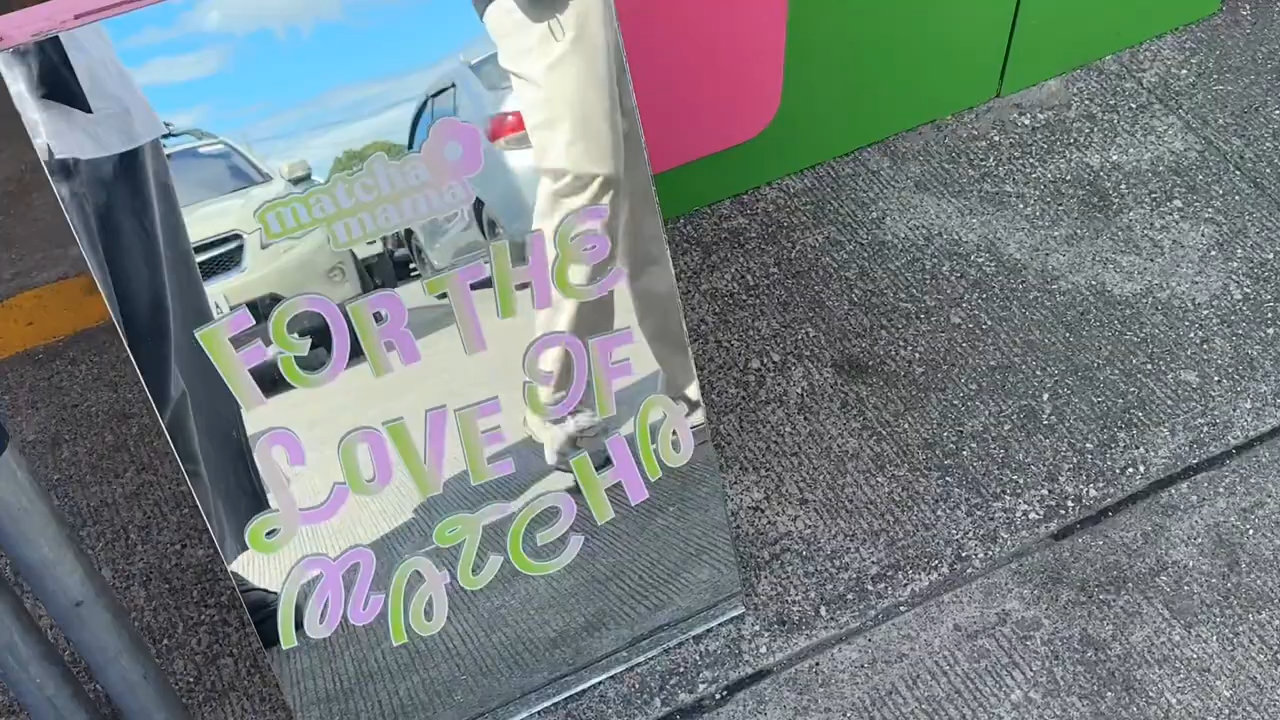 matcha
mama
FOR THE
LOVE OF
MATCHA